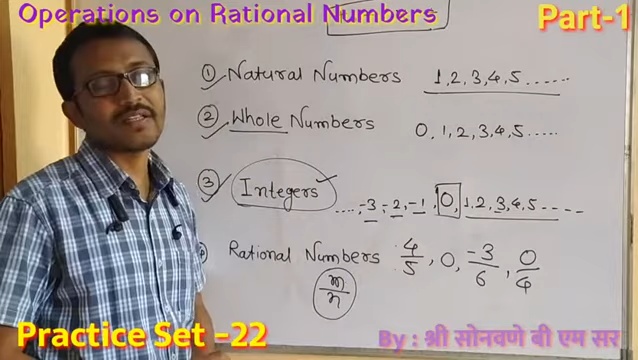 Operations on Rational Numbers
Part-1
① Natural Numbers 1,2,3,4,5......
② Whole Numbers 0,1,2,3,4,5.....
③ Integers ....,-3,-2,-1,0,1,2,3,4,5.....
Rational Numbers 4/5, 0, -3/6, 0/4
m/n
Practice Set -22
By : श्री सोनवणे बी एम सर